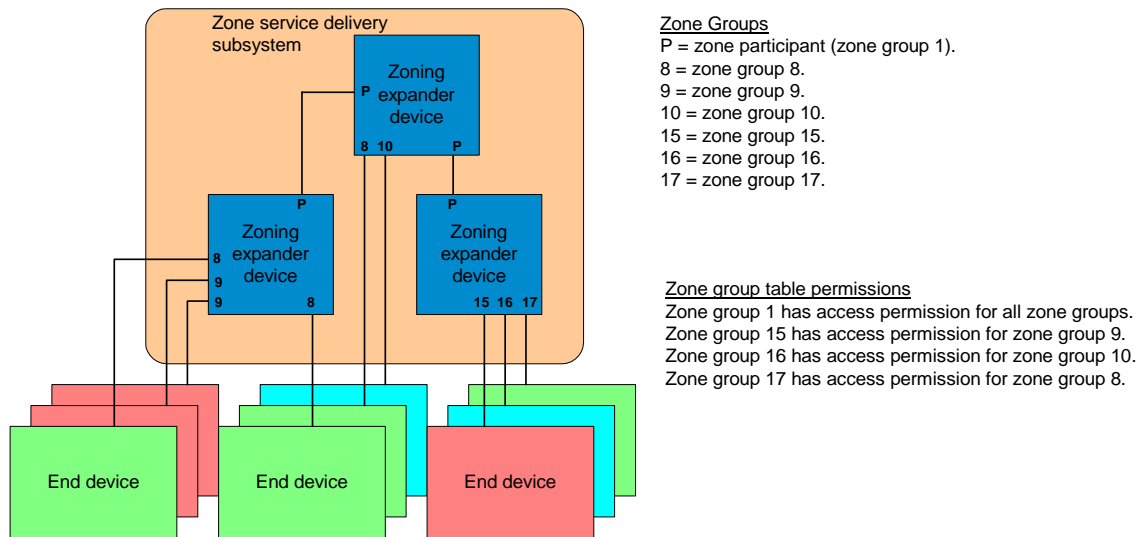 Zone service delivery
subsystem
Zoning
expander
device
P
8 10 P
P
Zoning
expander
device
8
9
9
8
P
Zoning
expander
device
15 16 17
End device
End device
End device
Zone Groups
P = zone participant (zone group 1).
8 = zone group 8.
9 = zone group 9.
10 = zone group 10.
15 = zone group 15.
16 = zone group 16.
17 = zone group 17.
Zone group table permissions
Zone group 1 has access permission for all zone groups.
Zone group 15 has access permission for zone group 9.
Zone group 16 has access permission for zone group 10.
Zone group 17 has access permission for zone group 8.